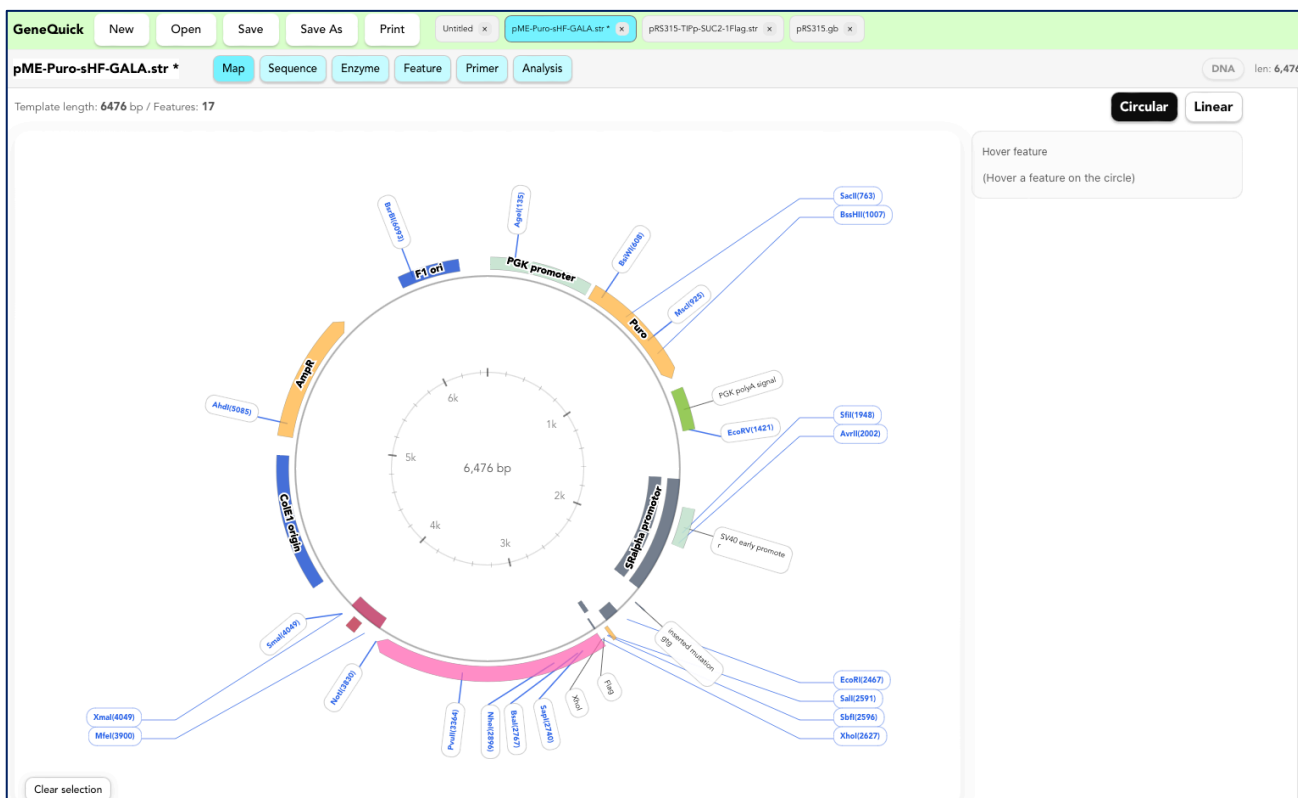 GeneQuick New Open Save Save As Print Untitled × pME-Puro-sHF-GALA.str * × pRS315-TIPp-SUC2-1Flag.str × pRS315.gb ×
pME-Puro-sHF-GALA.str * Map Sequence Enzyme Feature Primer Analysis DNA len: 6,476
Template length: 6476 bp / Features: 17
Circular Linear
Hover feature
(Hover a feature on the circle)
SacII(763)
BssHII(1007)
AgeI(135)
BsrBI(6093)
BsiWI(608)
F1 ori
PGK promoter
MscI(925)
Puro
AmpR
PGK polyA signal
AhdI(5085)
EcoRV(1421)
SfiI(1948)
AvrII(2002)
6k
1k
5k
6,476 bp
2k
4k
3k
ColE1 origin
SRalpha promotor
SV40 early promote
r
SmaI(4049)
inserted mutation
gtg
EcoRI(2467)
SalI(2591)
SbfI(2596)
XhoI(2627)
NotI(3830)
XhoI
Flag
XmaI(4049)
MfeI(3900)
PvuII(3364)
NheI(2896)
BsaI(2767)
SapI(2740)
Clear selection